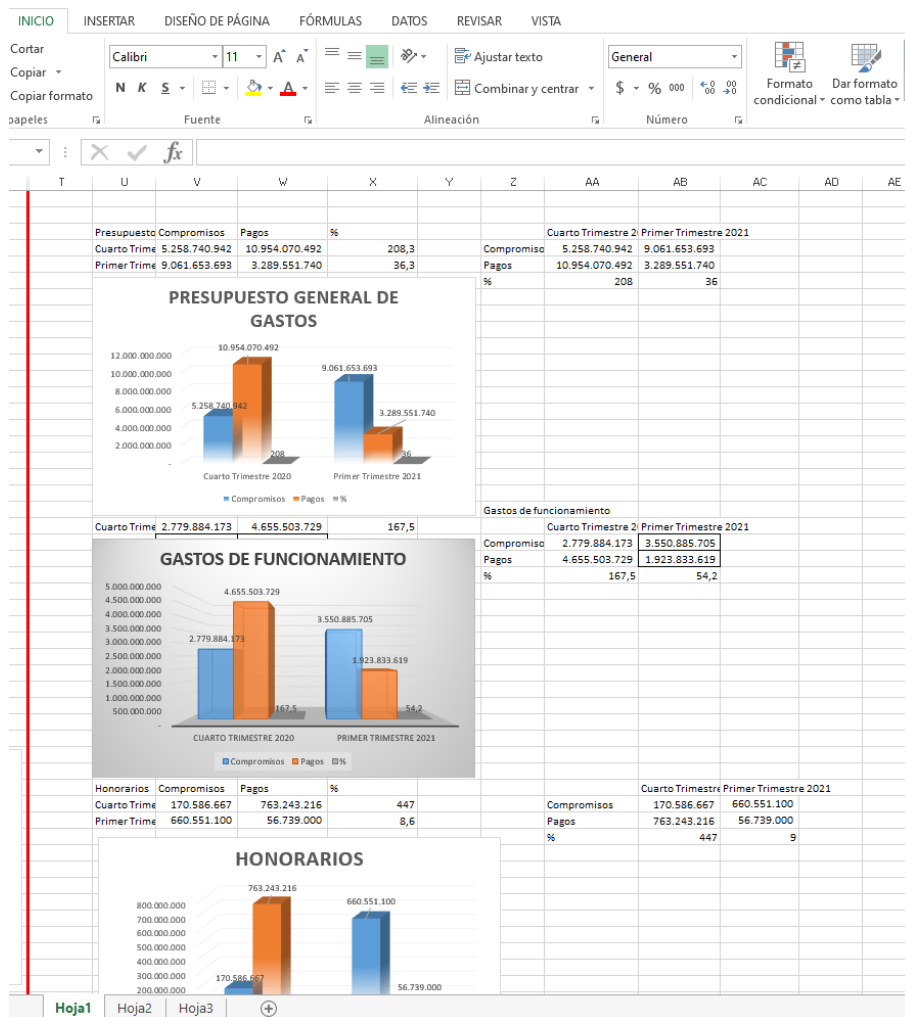 INICIO INSERTAR DISEÑO DE PÁGINA FÓRMULAS DATOS REVISAR VISTA
Cortar
Copiar
Copiar formato
papeles
Calibri 11 A A
N K S A
Fuente
Ajustar texto
Combinar y centrar
Alineación
General
$ % 000
Número
Formato condicional
Dar formato como tabla
fx
T U V W X Y Z AA AB AC AD AE
Presupuesto Compromisos Pagos %
Cuarto Trime 5.258.740.942 10.954.070.492 208,3
Primer Trime 9.061.653.693 3.289.551.740 36,3
Cuarto Trimestre 2 Primer Trimestre 2021
Compromiso 5.258.740.942 9.061.653.693
Pagos 10.954.070.492 3.289.551.740
% 208 36
PRESUPUESTO GENERAL DE
GASTOS
12.000.000.000
10.000.000.000
8.000.000.000
6.000.000.000
4.000.000.000
2.000.000.000
-
5.258.740.942
10.954.070.492
208
9.061.653.693
3.289.551.740
36
Cuarto Trimestre 2020 Primer Trimestre 2021
Compromisos Pagos %
Cuarto Trime 2.779.884.173 4.655.503.729 167,5
Gastos de funcionamiento
Cuarto Trimestre 2 Primer Trimestre 2021
Compromiso 2.779.884.173 3.550.885.705
Pagos 4.655.503.729 1.923.833.619
% 167,5 54,2
GASTOS DE FUNCIONAMIENTO
5.000.000.000
4.500.000.000
4.000.000.000
3.500.000.000
3.000.000.000
2.500.000.000
2.000.000.000
1.500.000.000
1.000.000.000
500.000.000
-
2.779.884.173
4.655.503.729
167,5
3.550.885.705
1.923.833.619
54,2
CUARTO TRIMESTRE 2020 PRIMER TRIMESTRE 2021
Compromisos Pagos %
Honorarios Compromisos Pagos %
Cuarto Trime 170.586.667 763.243.216 447
Primer Trime 660.551.100 56.739.000 8,6
Cuarto Trimestre Primer Trimestre 2021
Compromisos 170.586.667 660.551.100
Pagos 763.243.216 56.739.000
% 447 9
HONORARIOS
800.000.000
700.000.000
600.000.000
500.000.000
400.000.000
300.000.000
200.000.000
170.586.667
763.243.216
660.551.100
56.739.000
Hoja1 Hoja2 Hoja3